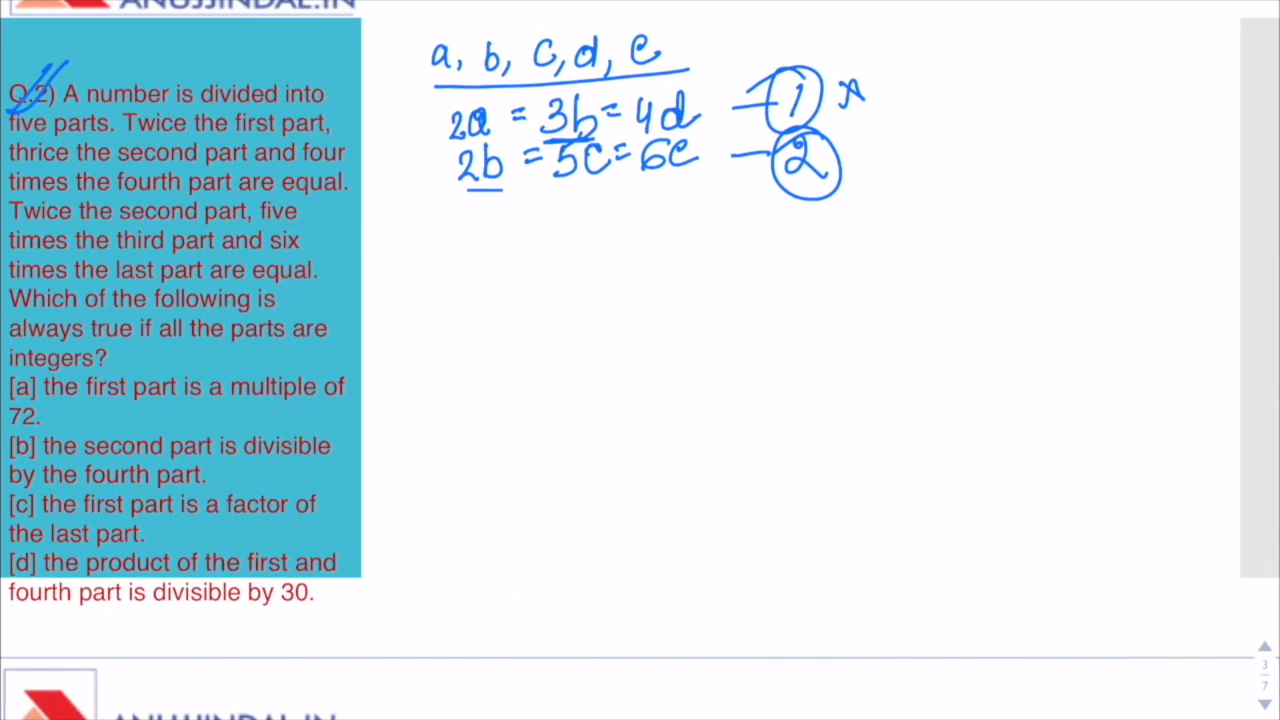 ANUJJINDAL.IN
Q.2) A number is divided into
five parts. Twice the first part,
thrice the second part and four
times the fourth part are equal.
Twice the second part, five
times the third part and six
times the last part are equal.
Which of the following is
always true if all the parts are
integers?
[a] the first part is a multiple of
72.
[b] the second part is divisible
by the fourth part.
[c] the first part is a factor of
the last part.
[d] the product of the first and
fourth part is divisible by 30.
a, b, c, d, e
2a = 3b = 4d — 1
2b = 5c = 6e — 2
3
7
ANUJJINDAL.IN